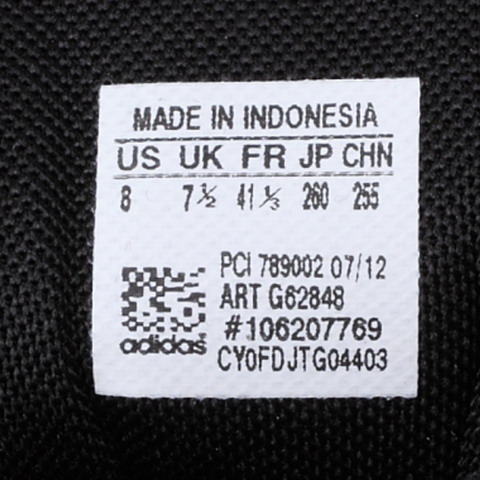 MADE IN INDONESIA
US UK FR JP CHN
8 7½ 41⅓ 260 255
PCI 789002 07/12
ART G62848
#106207769
adidas CY0FDJTG04403